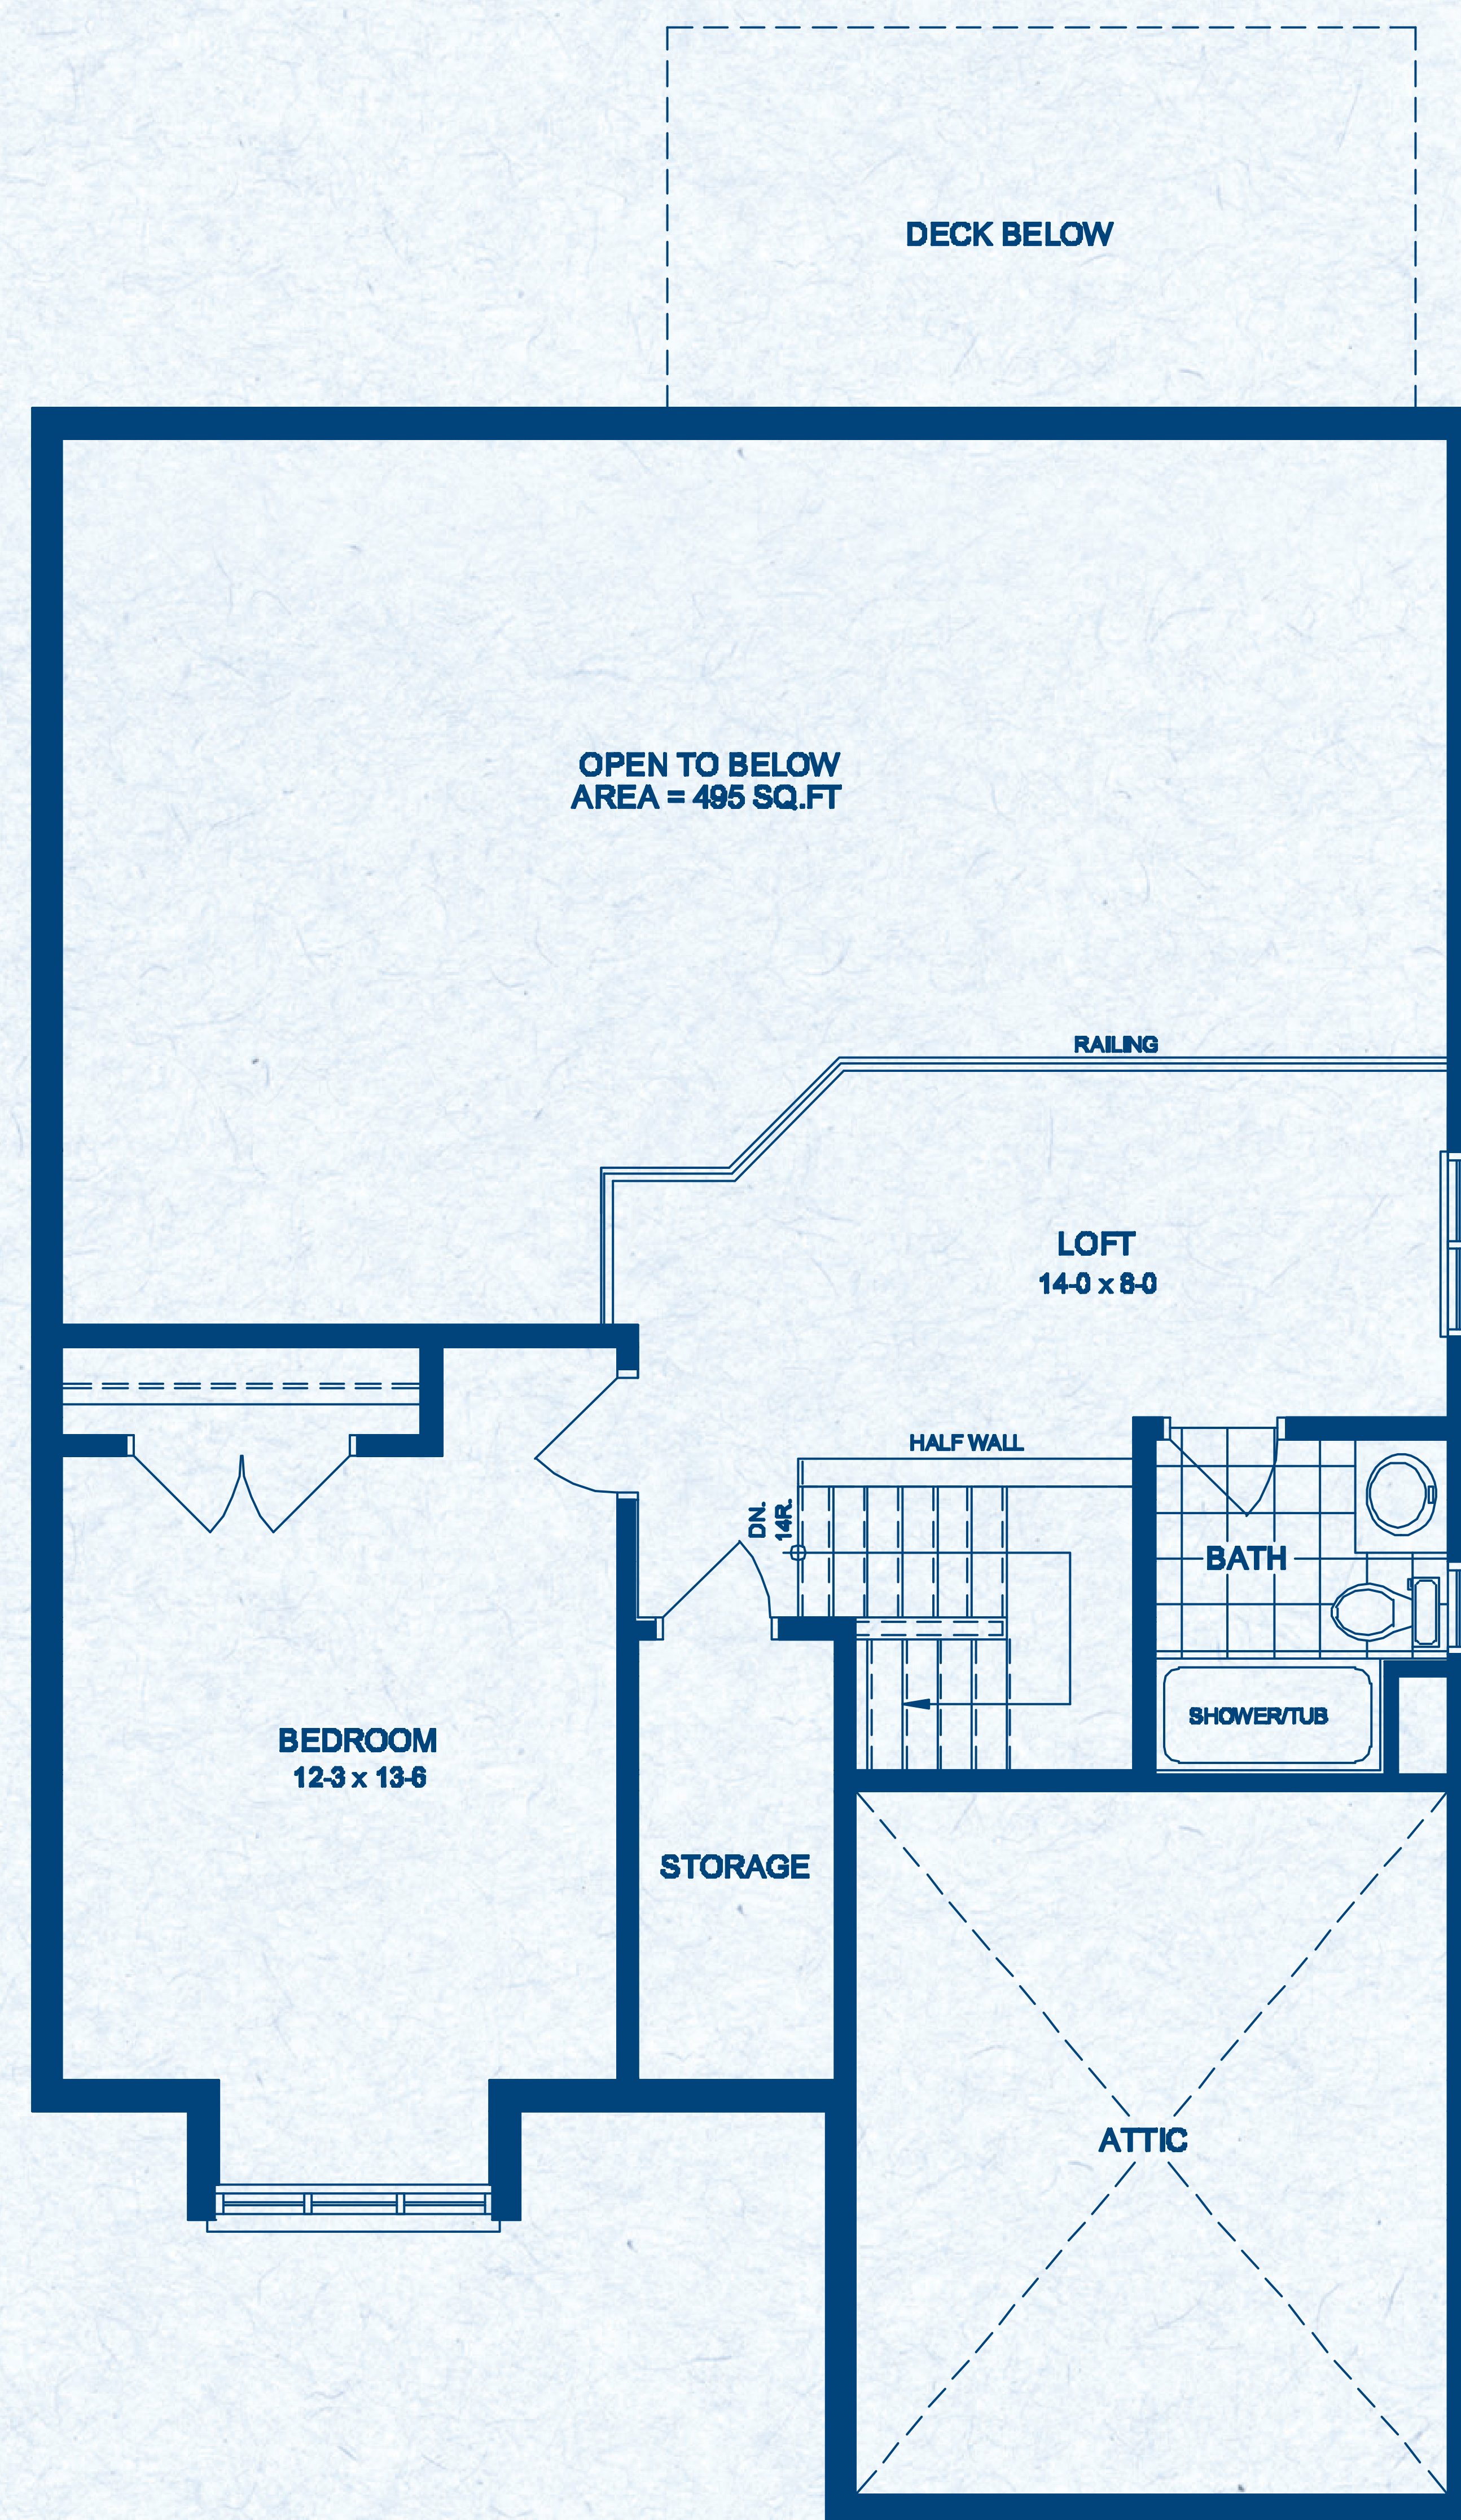 DECK BELOW
OPEN TO BELOW
AREA = 495 SQ.FT
RAILING
LOFT
14-0 x 8-0
HALF WALL
DN.
14R.
BATH
SHOWER/TUB
BEDROOM
12-3 x 13-6
STORAGE
ATTIC